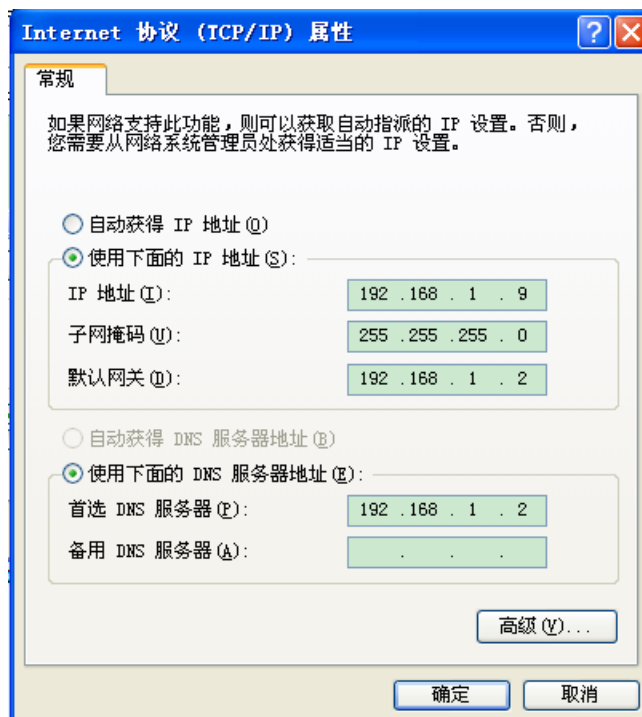 Internet 协议 (TCP/IP) 属性
常规
如果网络支持此功能，则可以获取自动指派的 IP 设置。否则，
您需要从网络系统管理员处获得适当的 IP 设置。
自动获得 IP 地址(O)
使用下面的 IP 地址(S):
IP 地址(I): 192 .168 . 1 . 9
子网掩码(U): 255 .255 .255 . 0
默认网关(D): 192 .168 . 1 . 2
自动获得 DNS 服务器地址(B)
使用下面的 DNS 服务器地址(E):
首选 DNS 服务器(P): 192 .168 . 1 . 2
备用 DNS 服务器(A): . . .
高级(V)...
确定 取消